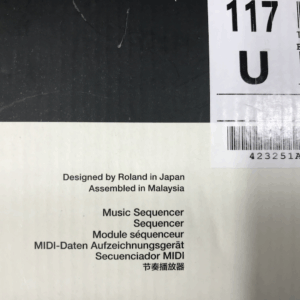 117
U
423251A
Designed by Roland in Japan
Assembled in Malaysia
Music Sequencer
Sequencer
Module séquenceur
MIDI-Daten Aufzeichnungsgerät
Secuenciador MIDI
节奏播放器